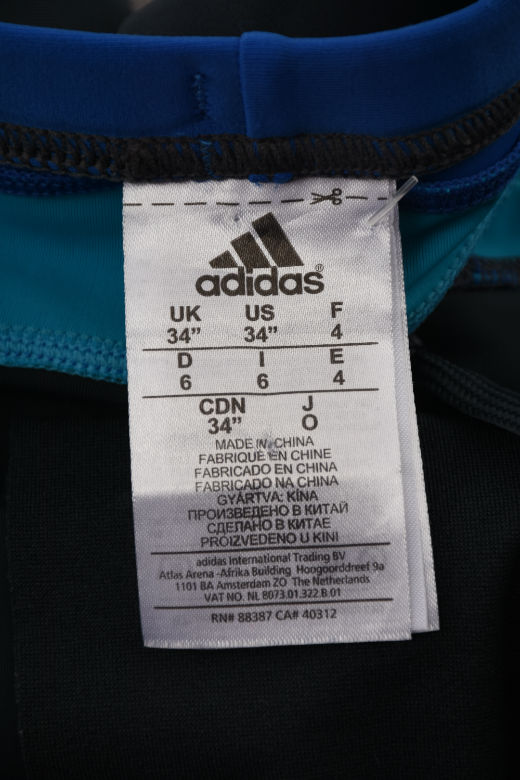 adidas®
UK US F
34” 34” 4
D I E
6 6 4
CDN J
34” O
MADE IN CHINA
FABRIQUE EN CHINE
FABRICADO EN CHINA
FABRICADO NA CHINA
GYÁRTVA: KÍNA
ПРОИЗВЕДЕНО В КИТАЙ
СДЕЛАНО В КИТАЕ
PROIZVEDENO U KINI
adidas International Trading BV
Atlas Arena -Afrika Building Hoogoorddreef 9a
1101 BA Amsterdam ZO The Netherlands
VAT NO. NL 8073.01.322.B.01
RN# 88387 CA# 40312